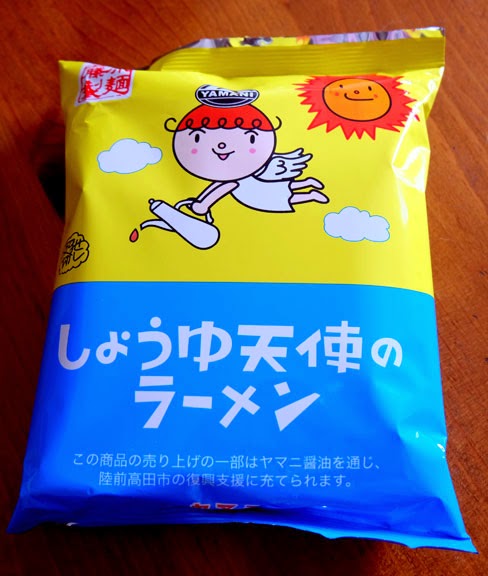 YAMANI
しょうゆ天使の
ラーメン
この商品の売り上げの一部はヤマニ醤油を通じ、
陸前高田市の復興支援に充てられます。